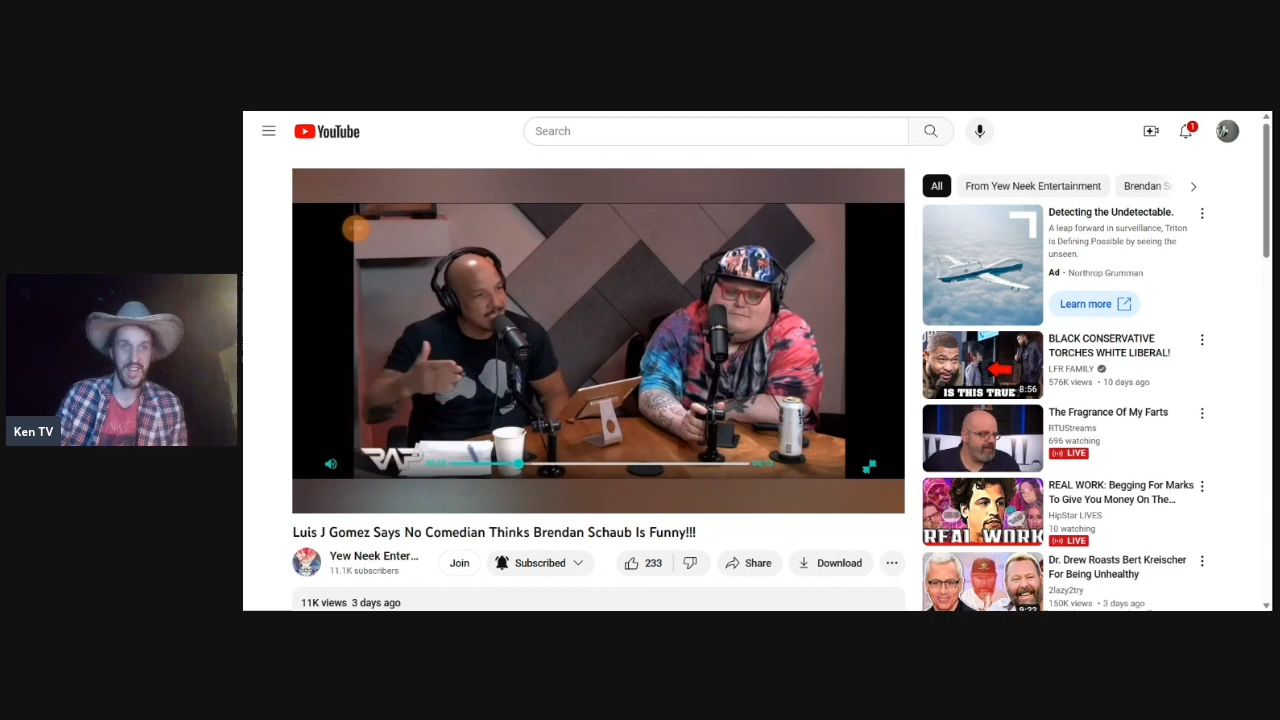 YouTube
Search
1
All
From Yew Neek Entertainment
Brendan Sc
Detecting the Undetectable.
A leap forward in surveillance, Triton
is Defining Possible by seeing the
unseen.
Ad · Northrop Grumman
Learn more
BLACK CONSERVATIVE
TORCHES WHITE LIBERAL!
LFR FAMILY
576K views • 10 days ago
IS THIS TRUE
8:56
The Fragrance Of My Farts
RTUStreams
696 watching
LIVE
REAL WORK: Begging For Marks
To Give You Money On The...
HipStar LIVES
10 watching
LIVE
REAL WORK
Dr. Drew Roasts Bert Kreischer
For Being Unhealthy
2lazy2try
150K views • 3 days ago
9:22
RAP
Ken TV
Luis J Gomez Says No Comedian Thinks Brendan Schaub Is Funny!!!
Yew Neek Enter...
11.1K subscribers
Join
Subscribed
233
Share
Download
11K views 3 days ago